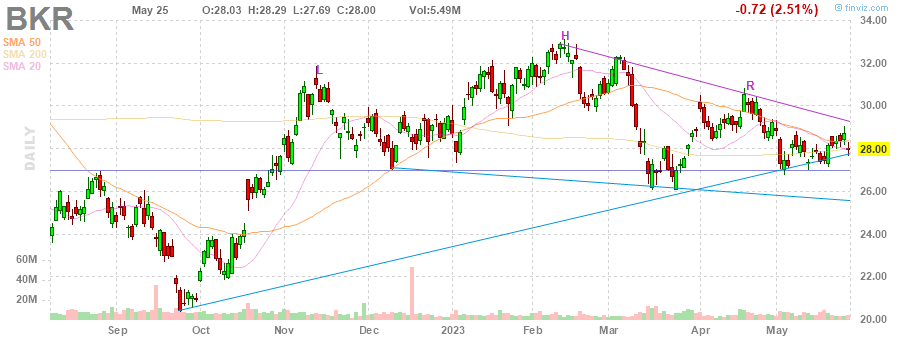 BKR May 25 O:28.03 H:28.29 L:27.69 C:28.00 Vol:5.49M -0.72 (2.51%) © finviz.com
SMA 50
SMA 200
SMA 20
DAILY
L
H
R
34.00
32.00
30.00
28.00
26.00
24.00
22.00
20.00
60M
40M
20M
Sep Oct Nov Dec 2023 Feb Mar Apr May